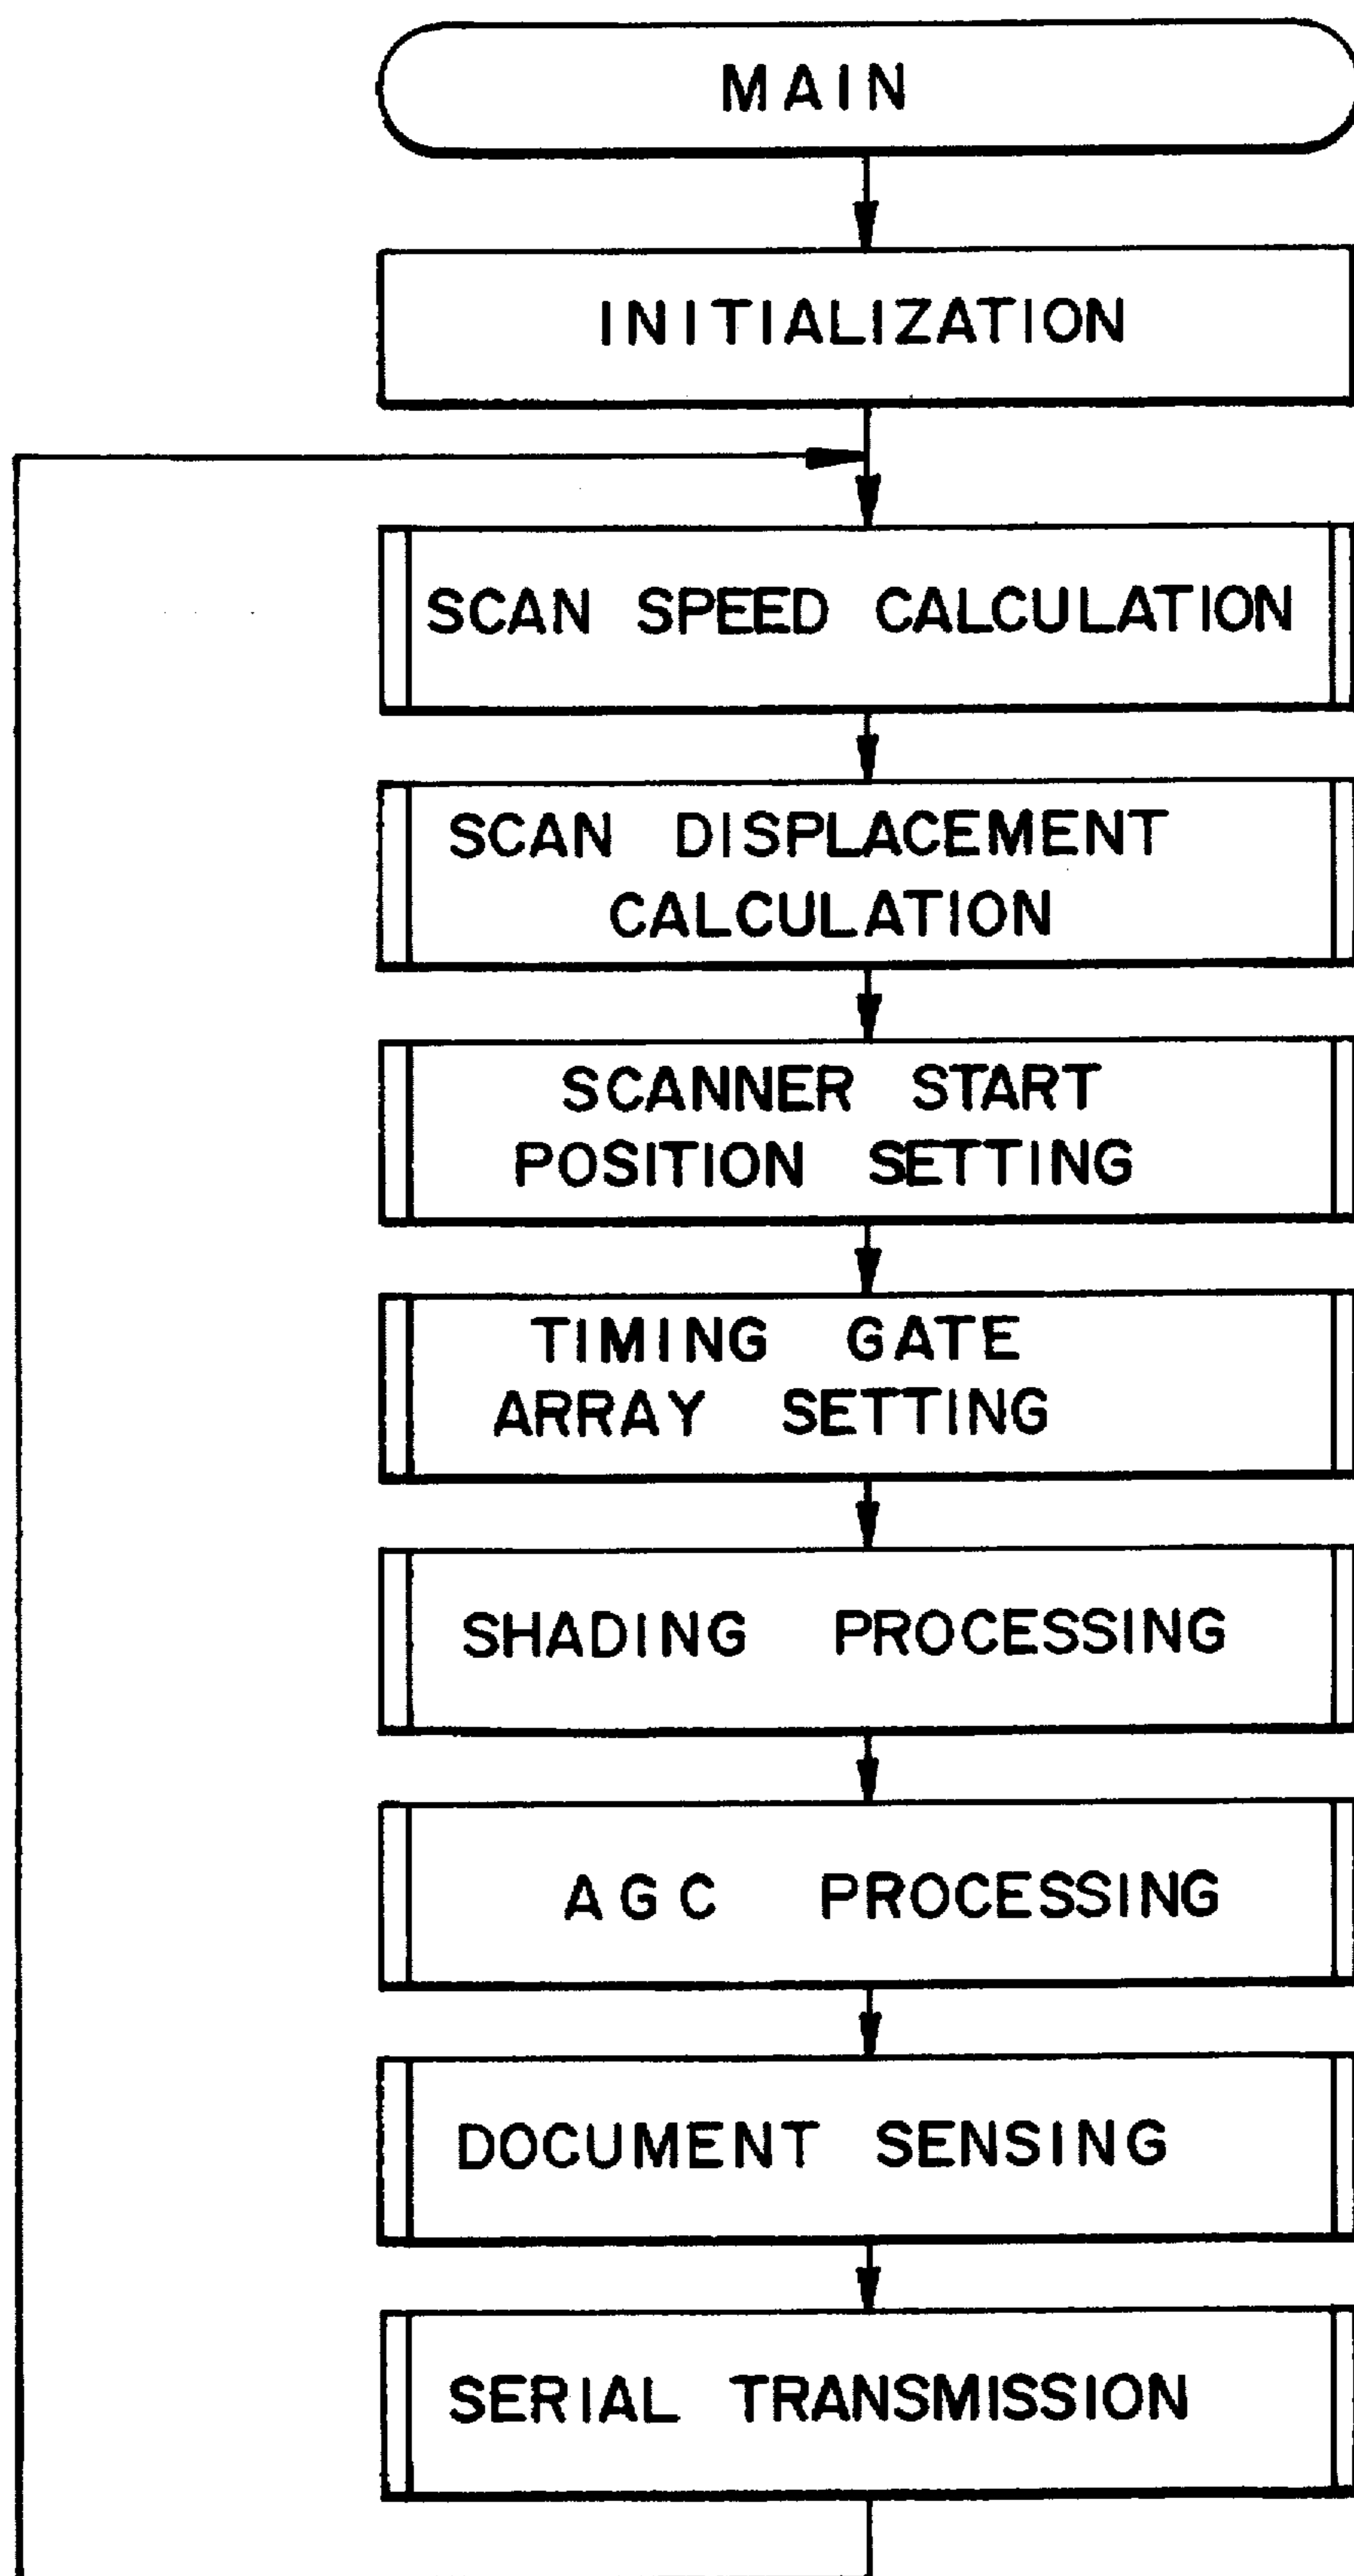 MAIN
INITIALIZATION
SCAN SPEED CALCULATION
SCAN DISPLACEMENT
CALCULATION
SCANNER START
POSITION SETTING
TIMING GATE
ARRAY SETTING
SHADING PROCESSING
AGC PROCESSING
DOCUMENT SENSING
SERIAL TRANSMISSION